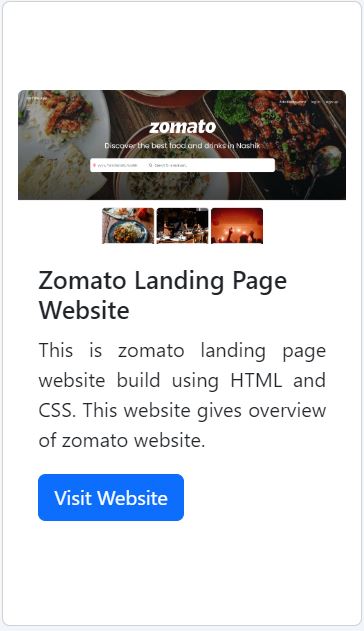 zomato
Discover the best food and drinks in Nashik
Zomato Landing Page
Website
This is zomato landing page
website build using HTML and
CSS. This website gives overview
of zomato website.
Visit Website